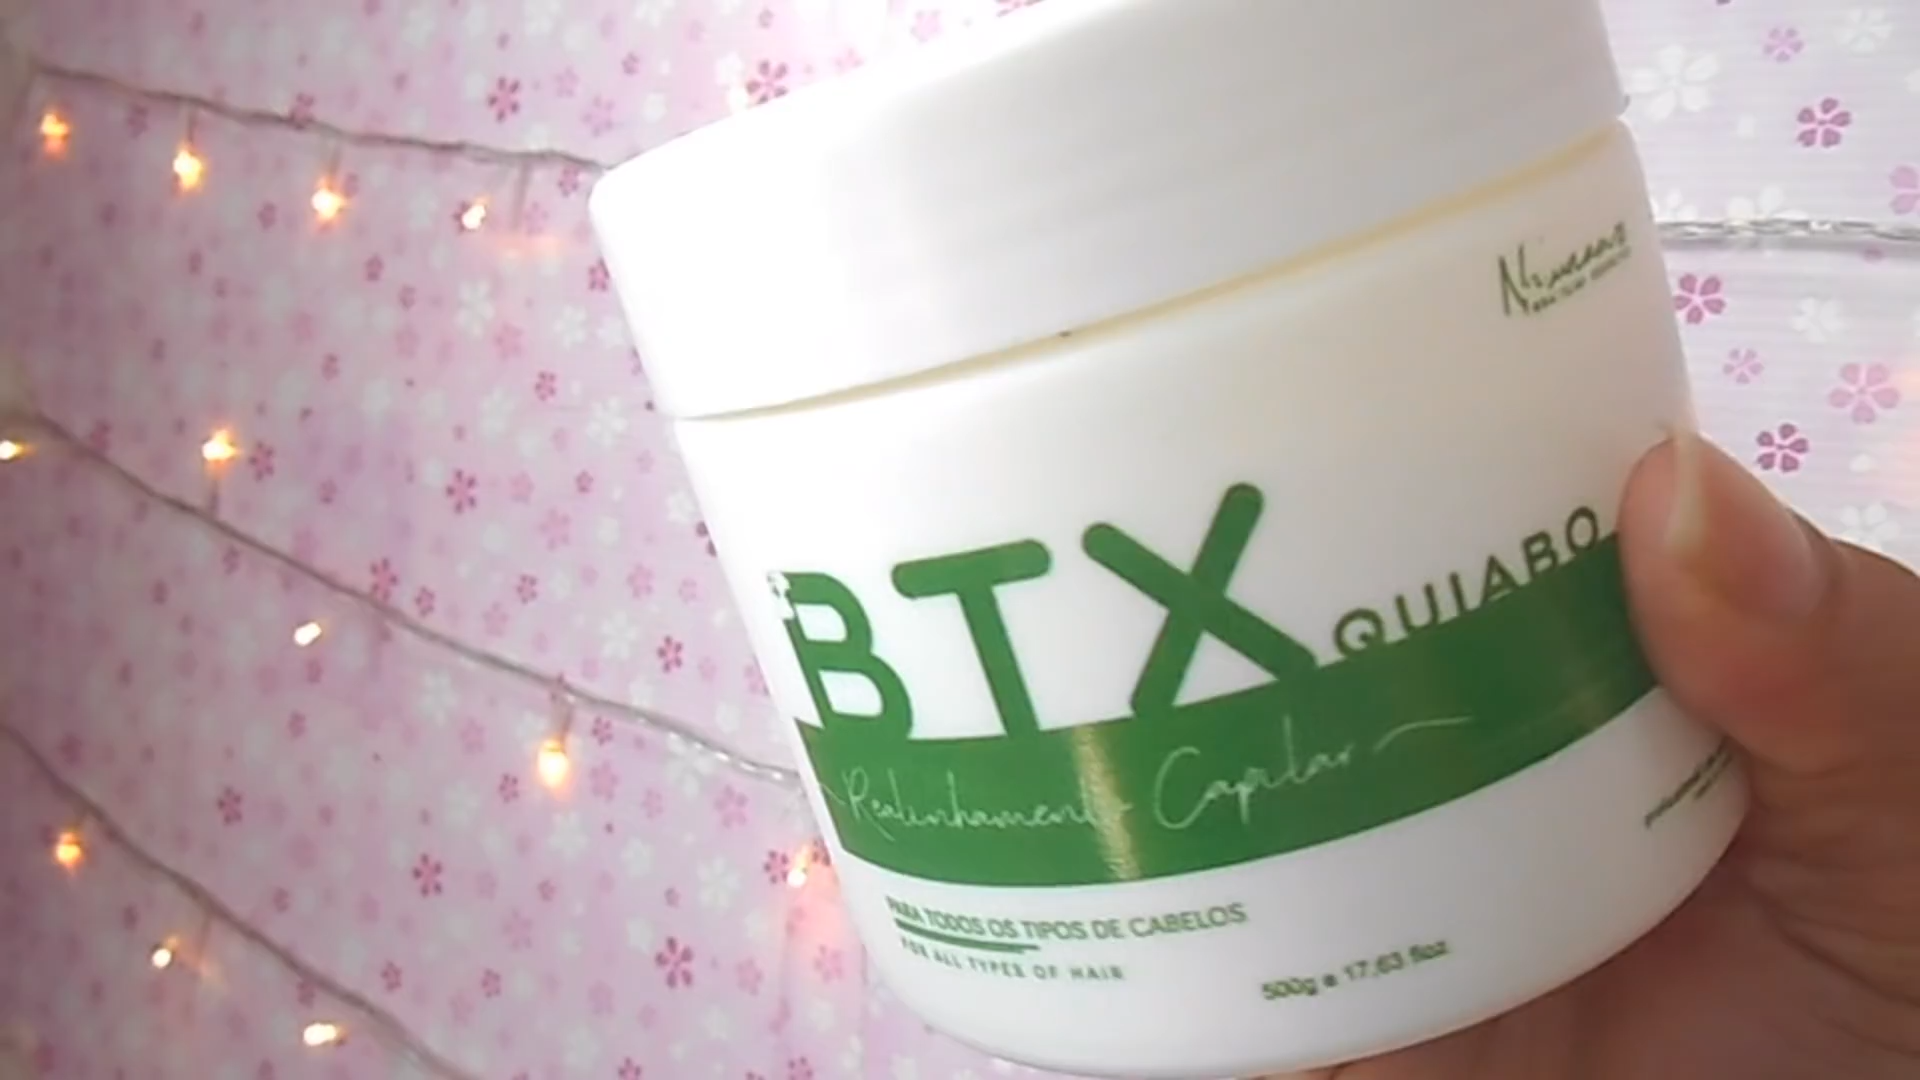 BTX QUIABO
Realinhamento Capilar
PARA TODOS OS TIPOS DE CABELOS
FOR ALL TYPES OF HAIR
500g e 17,63 floz